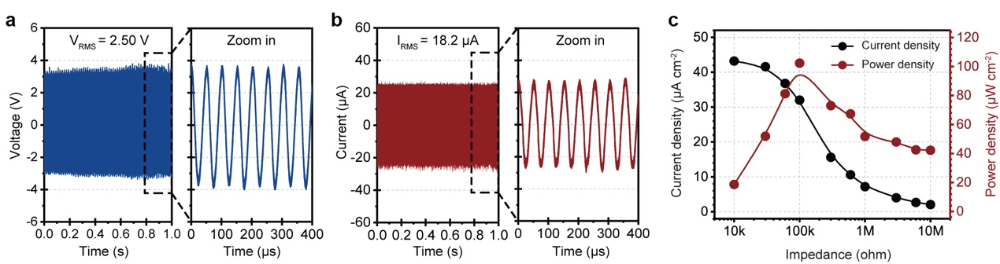 a
6
4
2
0
-2
-4
-6
Voltage (V)
V_RMS = 2.50 V
0.0 0.2 0.4 0.6 0.8 1.0
Time (s)
Zoom in
0 100 200 300 400
Time (µs)
b
60
40
20
0
-20
-40
-60
Current (µA)
I_RMS = 18.2 µA
0.0 0.2 0.4 0.6 0.8 1.0
Time (s)
Zoom in
0 100 200 300 400
Time (µs)
c
50
40
30
20
10
0
Current density (µA cm⁻²)
Current density
Power density
120
100
80
60
40
20
0
Power density (µW cm⁻²)
10k 100k 1M 10M
Impedance (ohm)